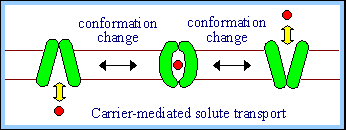 conformation
change
conformation
change
Carrier-mediated solute transport